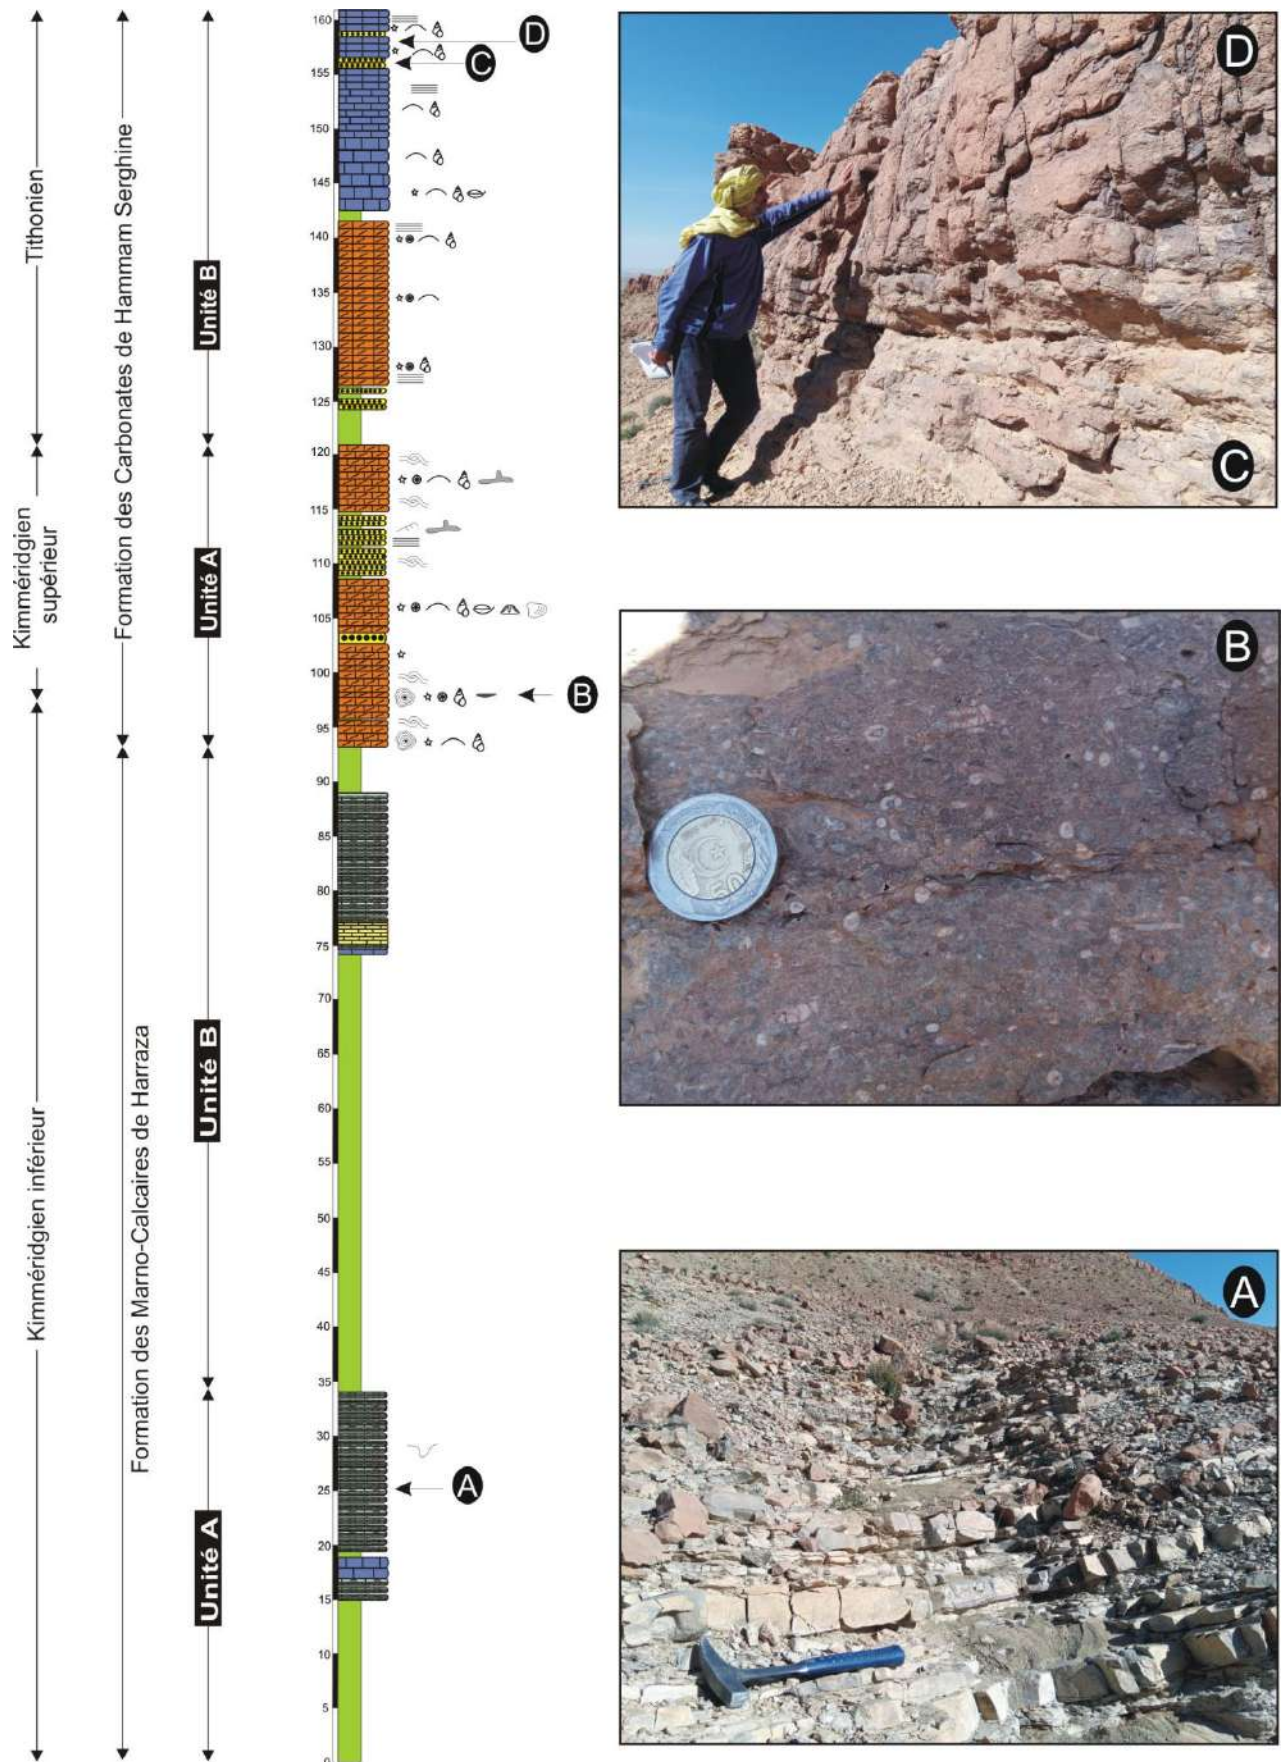 Tithonien
Kimméridgien
supérieur
Kimméridgien inférieur
Formation des Carbonates de Hammam Serghine
Formation des Marno-Calcaires de Harraza
Unité B
Unité A
Unité B
Unité A
160
155
150
145
140
135
130
125
120
115
110
105
100
95
90
85
80
75
70
65
60
55
50
45
40
35
30
25
20
15
10
5
0
D
C
B
A
D
C
B
50
A